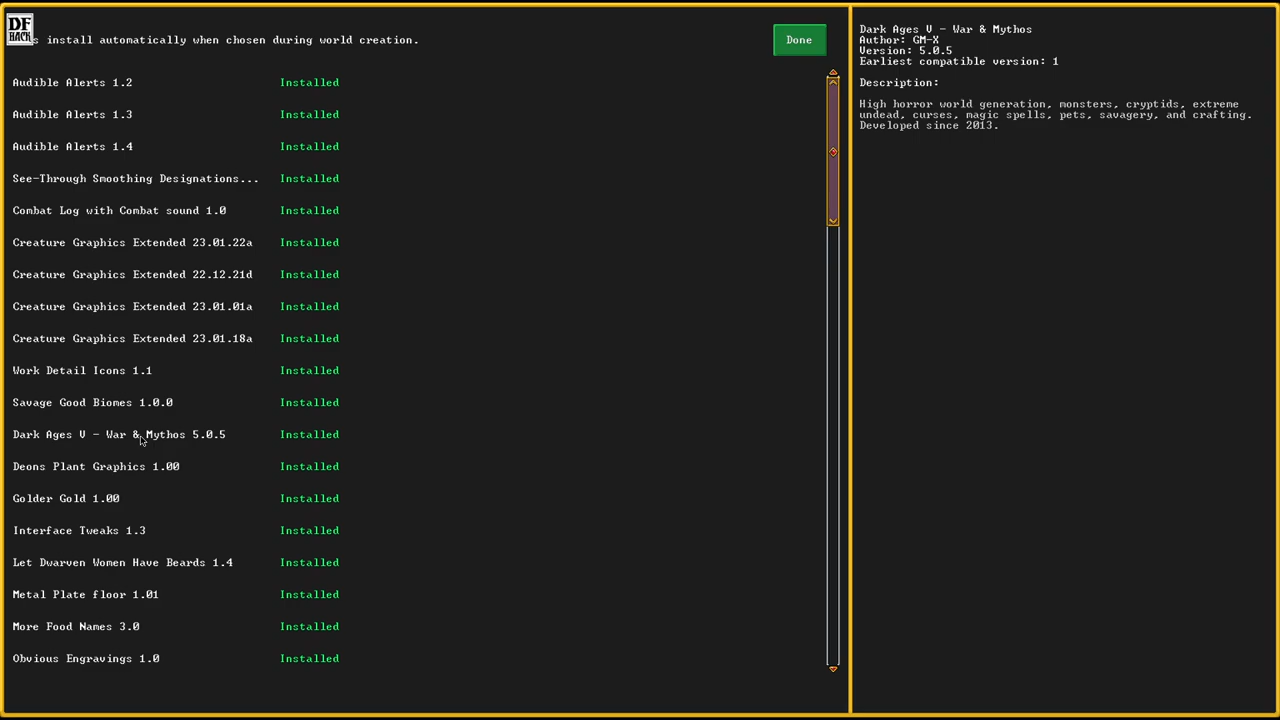 DF
HACK
s install automatically when chosen during world creation.
Done
Audible Alerts 1.2 Installed
Audible Alerts 1.3 Installed
Audible Alerts 1.4 Installed
See-Through Smoothing Designations... Installed
Combat Log with Combat sound 1.0 Installed
Creature Graphics Extended 23.01.22a Installed
Creature Graphics Extended 22.12.21d Installed
Creature Graphics Extended 23.01.01a Installed
Creature Graphics Extended 23.01.18a Installed
Work Detail Icons 1.1 Installed
Savage Good Biomes 1.0.0 Installed
Dark Ages V - War & Mythos 5.0.5 Installed
Deons Plant Graphics 1.00 Installed
Golder Gold 1.00 Installed
Interface Tweaks 1.3 Installed
Let Dwarven Women Have Beards 1.4 Installed
Metal Plate floor 1.01 Installed
More Food Names 3.0 Installed
Obvious Engravings 1.0 Installed
Dark Ages V - War & Mythos
Author: GM-X
Version: 5.0.5
Earliest compatible version: 1
Description:
High horror world generation, monsters, cryptids, extreme
undead, curses, magic spells, pets, savagery, and crafting.
Developed since 2013.